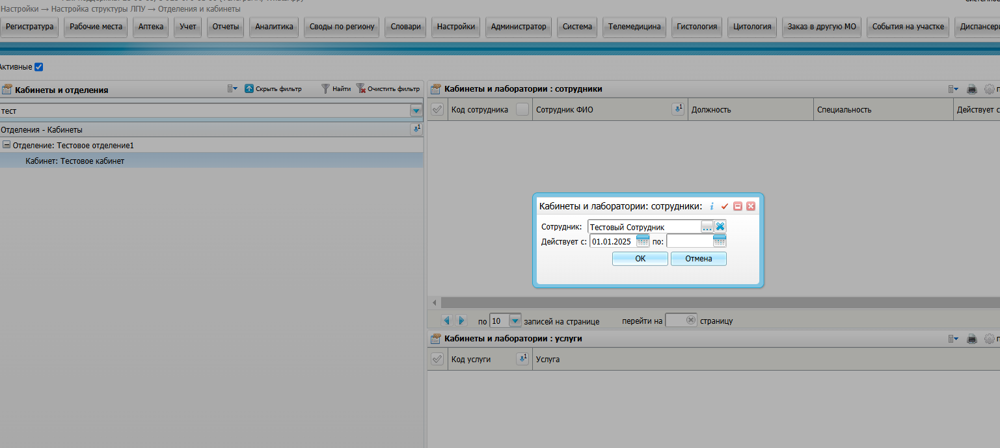 Настройки → Настройка структуры ЛПУ → Отделения и кабинеты
Регистратура Рабочие места Аптека Учет Отчеты Аналитика Своды по региону Словари Настройки Администратор Система Телемедицина Гистология Цитология Заказ в другую МО События на участке Диспансери
Активные
Кабинеты и отделения Скрыть фильтр Найти Очистить фильтр
тест
Отделения - Кабинеты
Отделение: Тестовое отделение1
Кабинет: Тестовое кабинет
Кабинеты и лаборатории : сотрудники
Код сотрудника Сотрудник ФИО Должность Специальность Действует с
Кабинеты и лаборатории: сотрудники:
Сотрудник: Тестовый Сотрудник ...
Действует с: 01.01.2025 по:
ОК Отмена
по 10 записей на странице перейти на страницу
Кабинеты и лаборатории : услуги
Код услуги Услуга